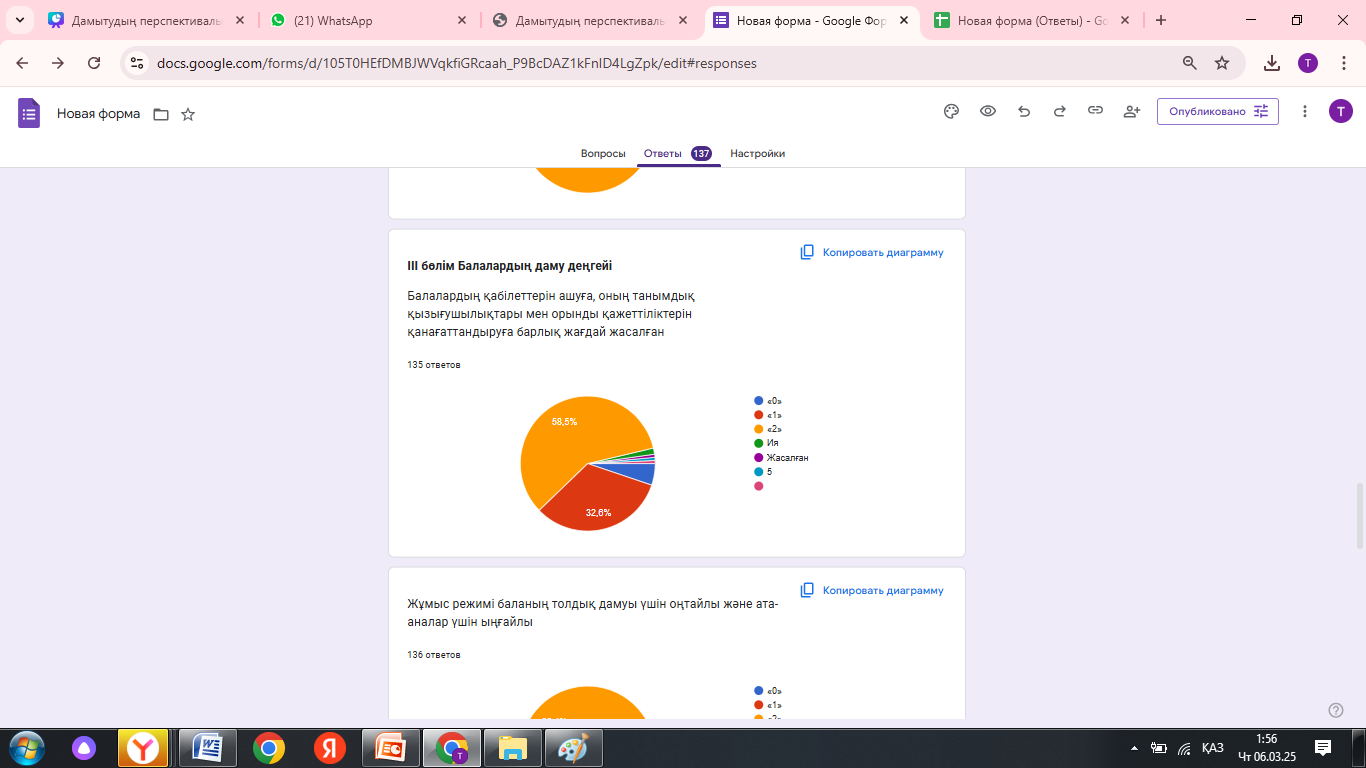 Дамытудың перспективалы
(21) WhatsApp
Дамытудың перспективалы
Новая форма - Google Фор
Новая форма (Ответы) - Go
docs.google.com/forms/d/105T0HEfDMBJWVqkfiGRcaah_P9BcDAZ1kFnID4LgZpk/edit#responses
T
Новая форма
Опубликовано
T
Вопросы
Ответы 137
Настройки
Копировать диаграмму
III бөлім Балалардың даму деңгейі
Балалардың қабілеттерін ашуға, оның танымдық
қызығушылықтары мен орынды қажеттіліктерін
қанағаттандыруға барлық жағдай жасалған
135 ответов
58,5%
32,6%
«0»
«1»
«2»
Ия
Жасалған
5
Копировать диаграмму
Жұмыс режимі баланың толдық дамуы үшін оңтайлы және ата-
аналар үшін ыңғайлы
136 ответов
«0»
«1»
«2»
ҚАЗ
1:56
Чт 06.03.25